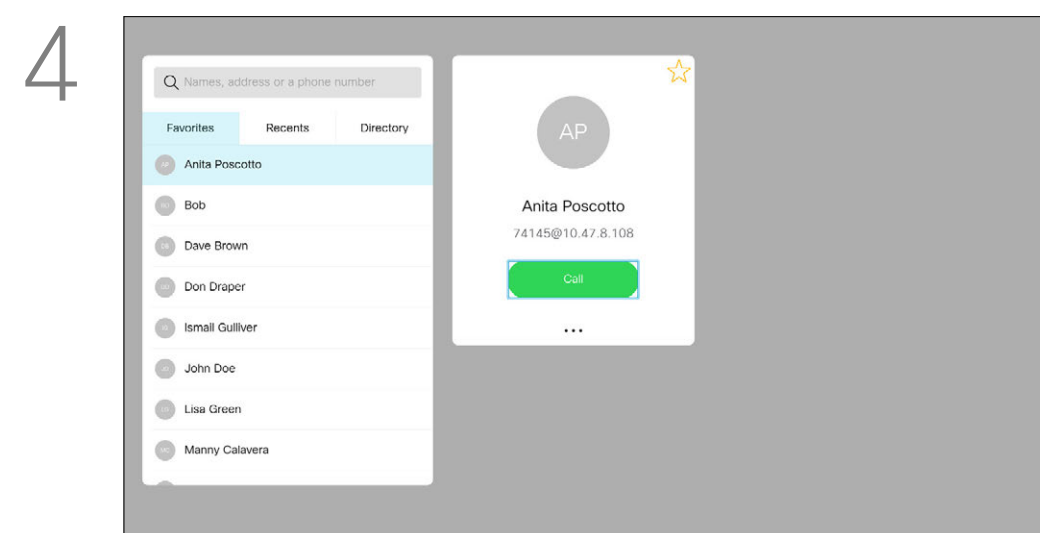 4
Names, address or a phone number
Favorites Recents Directory
Anita Poscotto
Bob
Dave Brown
Don Draper
Ismail Gulliver
John Doe
Lisa Green
Manny Calavera
AP
Anita Poscotto
74145@10.47.8.108
Call
...